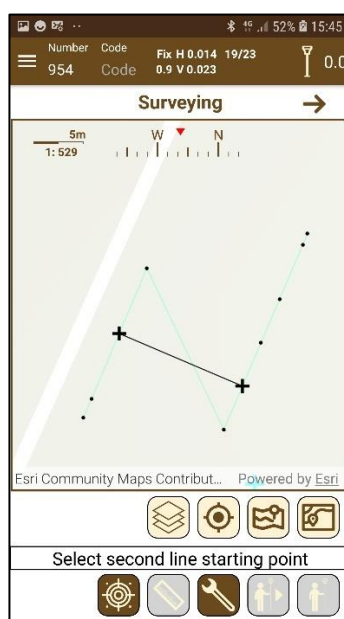 4G 52% 15:45
Number Code Fix H 0.014 19/23
954 Code 0.9 V 0.023 0.0
Surveying
5m W N
1: 529
Esri Community Maps Contribut... Powered by Esri
Select second line starting point